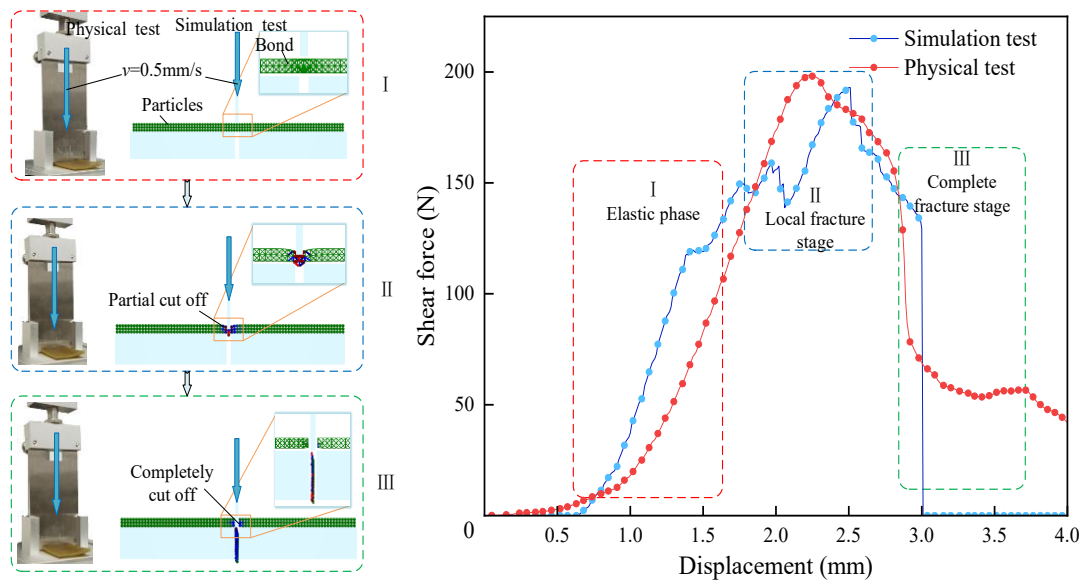 Physical test
Simulation test
Bond
v=0.5mm/s
Particles
I
Partial cut off
II
Completely
cut off
III
Simulation test
Physical test
200
150
100
50
0
0.5
1.0
1.5
2.0
2.5
3.0
3.5
4.0
Shear force (N)
Displacement (mm)
I
Elastic phase
II
Local fracture
stage
III
Complete
fracture stage